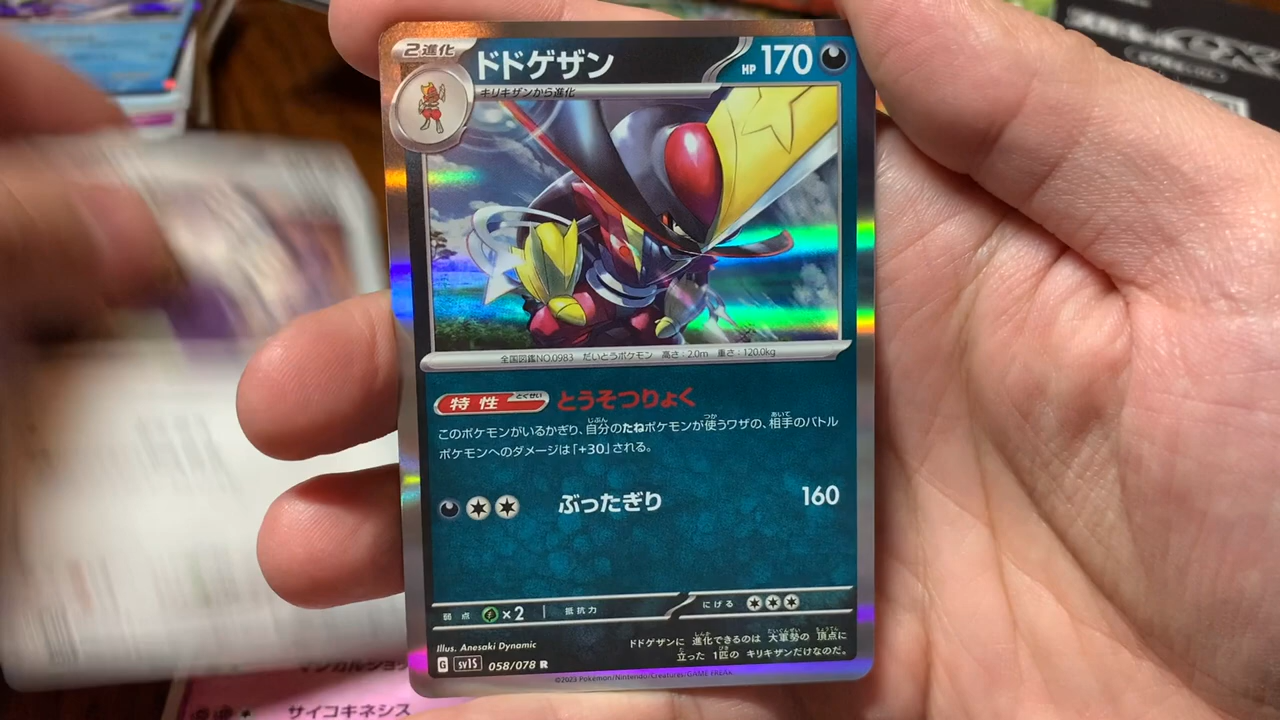 2進化
ドドゲザン
HP 170
キリキザンから進化
全国図鑑NO.0983 だいとうポケモン 高さ:2.0m 重さ:120.0kg
特性 とくせい とうそつりょく
このポケモンがいるかぎり、自分のたねポケモンが使うワザの、相手のバトル
ポケモンへのダメージは「+30」される。
ぶったぎり 160
弱点 ×2 抵抗力 にげる
Illus. Anesaki Dynamic
G sv1S 058/078 R
ドドゲザンに 進化できるのは 大軍勢の 頂点に
立った 1匹の キリキザンだけなのだ。
©2023 Pokémon/Nintendo/Creatures/GAME FREAK.
サイコキネシス